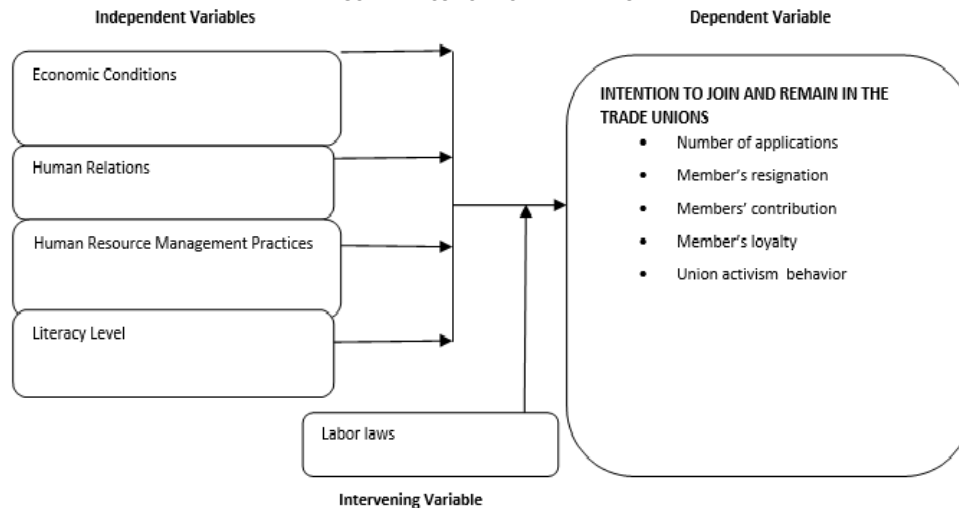 Independent Variables
Dependent Variable
Economic Conditions
Human Relations
Human Resource Management Practices
Literacy Level
Labor laws
Intervening Variable
INTENTION TO JOIN AND REMAIN IN THE
TRADE UNIONS
• Number of applications
• Member's resignation
• Members' contribution
• Member's loyalty
• Union activism behavior